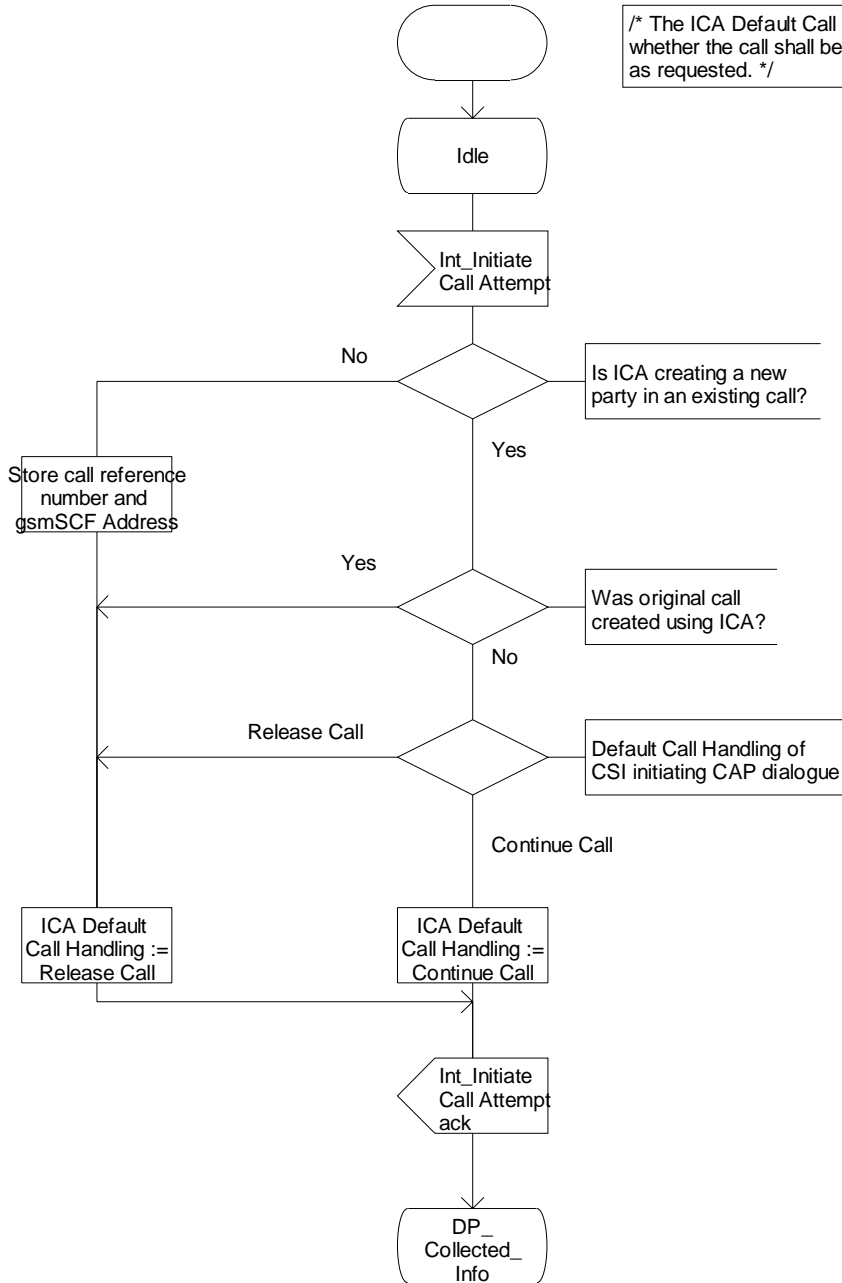 /* The ICA Default Call
whether the call shall be
as requested. */
Idle
Int_Initiate
Call Attempt
No
Is ICA creating a new
party in an existing call?
Yes
Store call reference
number and
gsmSCF Address
Yes
Was original call
created using ICA?
No
Release Call
Default Call Handling of
CSI initiating CAP dialogue
Continue Call
ICA Default
Call Handling :=
Release Call
ICA Default
Call Handling :=
Continue Call
Int_Initiate
Call Attempt
ack
DP_
Collected_
Info